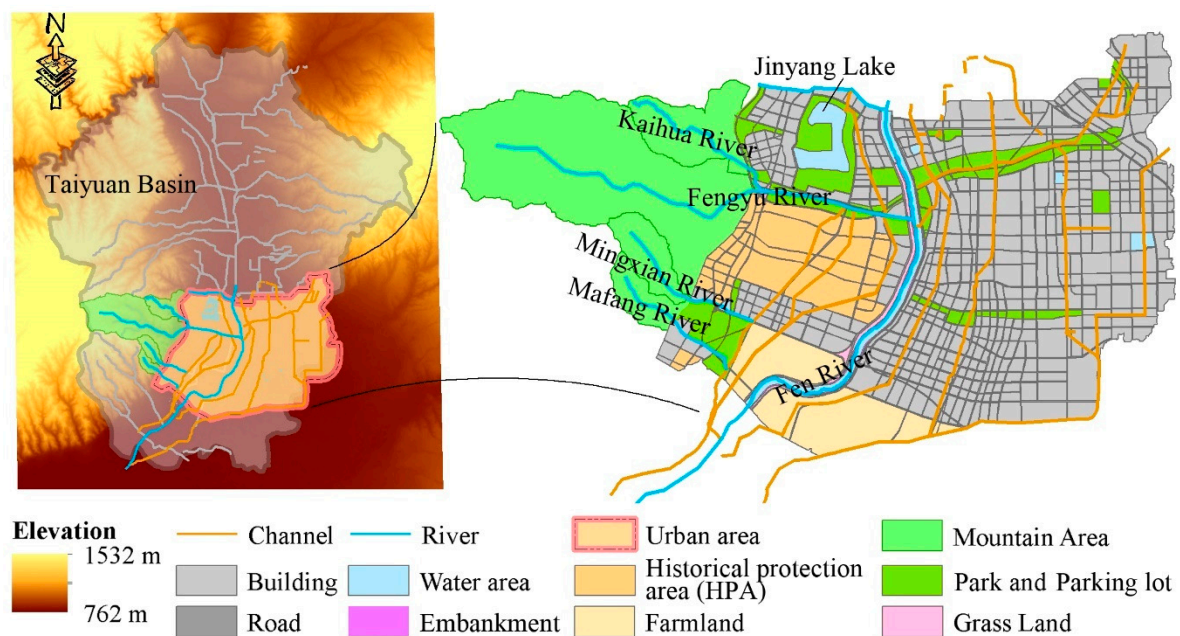 N
Taiyuan Basin
Jinyang Lake
Kaihua River
Fengyu River
Mingxian River
Mafang River
Fen River
Elevation
1532 m
762 m
Channel
River
Urban area
Mountain Area
Building
Water area
Historical protection
area (HPA)
Park and Parking lot
Road
Embankment
Farmland
Grass Land